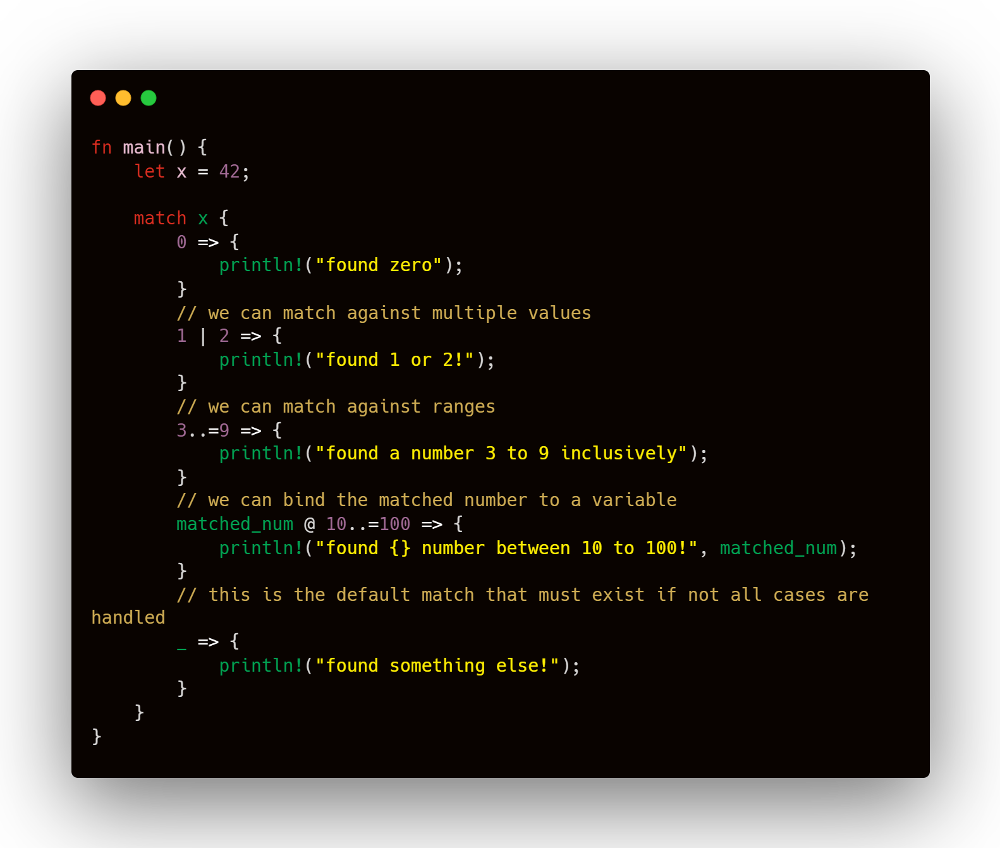 fn main() {
    let x = 42;

    match x {
        0 => {
            println!("found zero");
        }
        // we can match against multiple values
        1 | 2 => {
            println!("found 1 or 2!");
        }
        // we can match against ranges
        3..=9 => {
            println!("found a number 3 to 9 inclusively");
        }
        // we can bind the matched number to a variable
        matched_num @ 10..=100 => {
            println!("found {} number between 10 to 100!", matched_num);
        }
        // this is the default match that must exist if not all cases are
handled
        _ => {
            println!("found something else!");
        }
    }
}